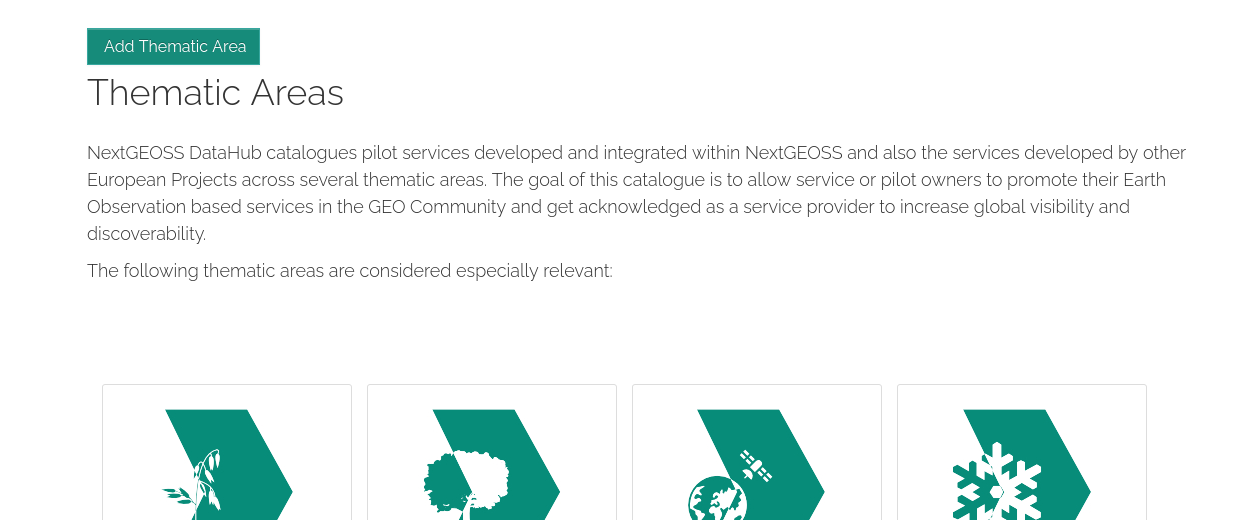 Add Thematic Area
Thematic Areas
NextGEOSS DataHub catalogues pilot services developed and integrated within NextGEOSS and also the services developed by other
European Projects across several thematic areas. The goal of this catalogue is to allow service or pilot owners to promote their Earth
Observation based services in the GEO Community and get acknowledged as a service provider to increase global visibility and
discoverability.
The following thematic areas are considered especially relevant: